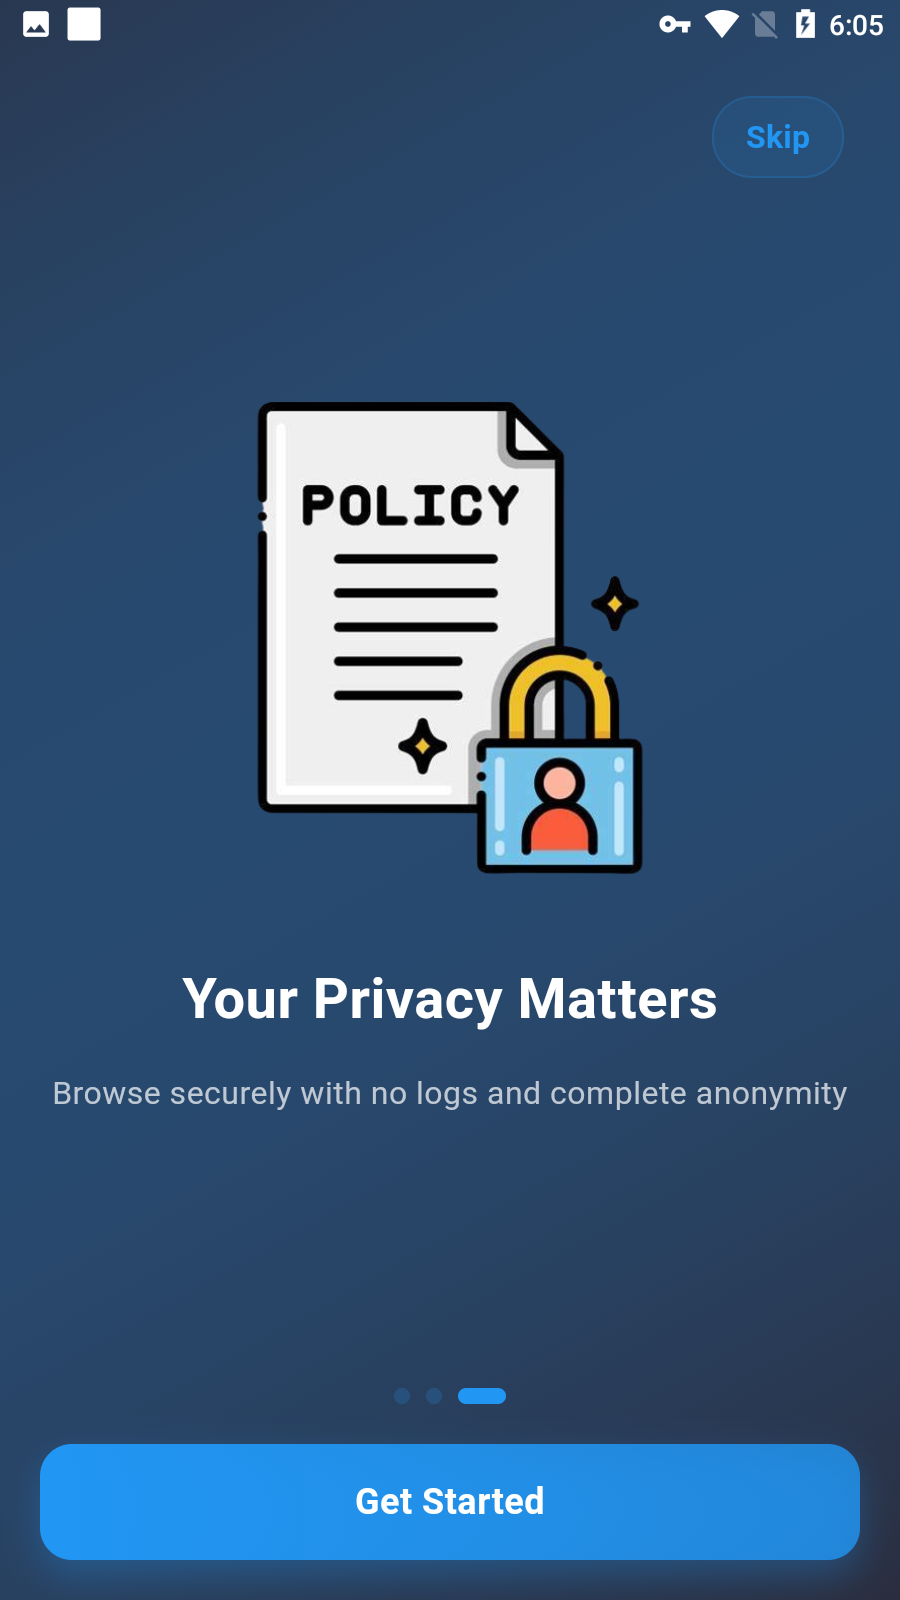 6:05
Skip
POLICY
Your Privacy Matters
Browse securely with no logs and complete anonymity
Get Started